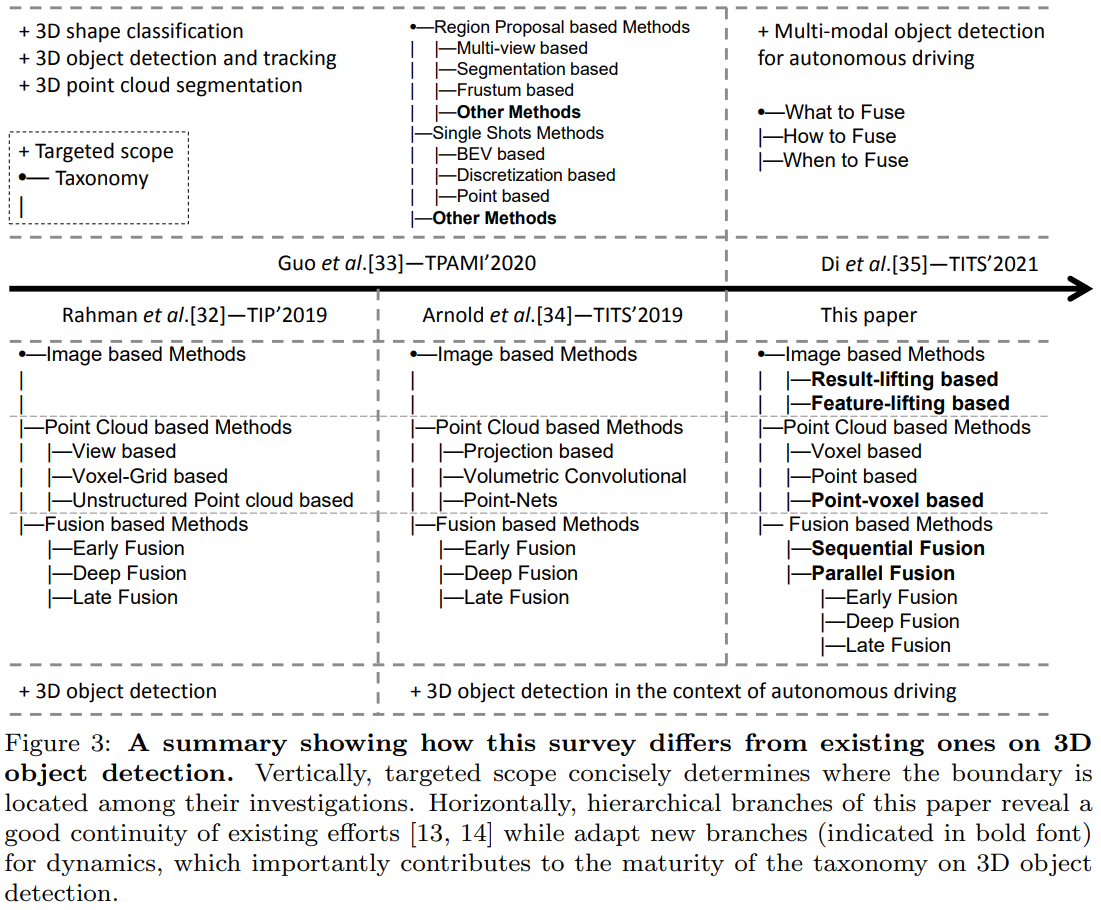 + 3D shape classification
+ 3D object detection and tracking
+ 3D point cloud segmentation
+ Targeted scope
•— Taxonomy
|
•—Region Proposal based Methods
| |—Multi-view based
| |—Segmentation based
| |—Frustum based
| |—Other Methods
|—Single Shots Methods
| |—BEV based
| |—Discretization based
| |—Point based
|—Other Methods
+ Multi-modal object detection
for autonomous driving
•—What to Fuse
|—How to Fuse
|—When to Fuse
Guo et al.[33]—TPAMI’2020
Di et al.[35]—TITS’2021
Rahman et al.[32]—TIP’2019
Arnold et al.[34]—TITS’2019
This paper
•—Image based Methods
|
|
|—Point Cloud based Methods
| |—View based
| |—Voxel-Grid based
| |—Unstructured Point cloud based
|—Fusion based Methods
|—Early Fusion
|—Deep Fusion
|—Late Fusion
•—Image based Methods
|
|
|—Point Cloud based Methods
| |—Projection based
| |—Volumetric Convolutional
| |—Point-Nets
|—Fusion based Methods
|—Early Fusion
|—Deep Fusion
|—Late Fusion
•—Image based Methods
| |—Result-lifting based
| |—Feature-lifting based
|—Point Cloud based Methods
| |—Voxel based
| |—Point based
| |—Point-voxel based
|— Fusion based Methods
|—Sequential Fusion
|—Parallel Fusion
|—Early Fusion
|—Deep Fusion
|—Late Fusion
+ 3D object detection
+ 3D object detection in the context of autonomous driving
Figure 3: A summary showing how this survey differs from existing ones on 3D
object detection. Vertically, targeted scope concisely determines where the boundary is
located among their investigations. Horizontally, hierarchical branches of this paper reveal a
good continuity of existing efforts [13, 14] while adapt new branches (indicated in bold font)
for dynamics, which importantly contributes to the maturity of the taxonomy on 3D object
detection.